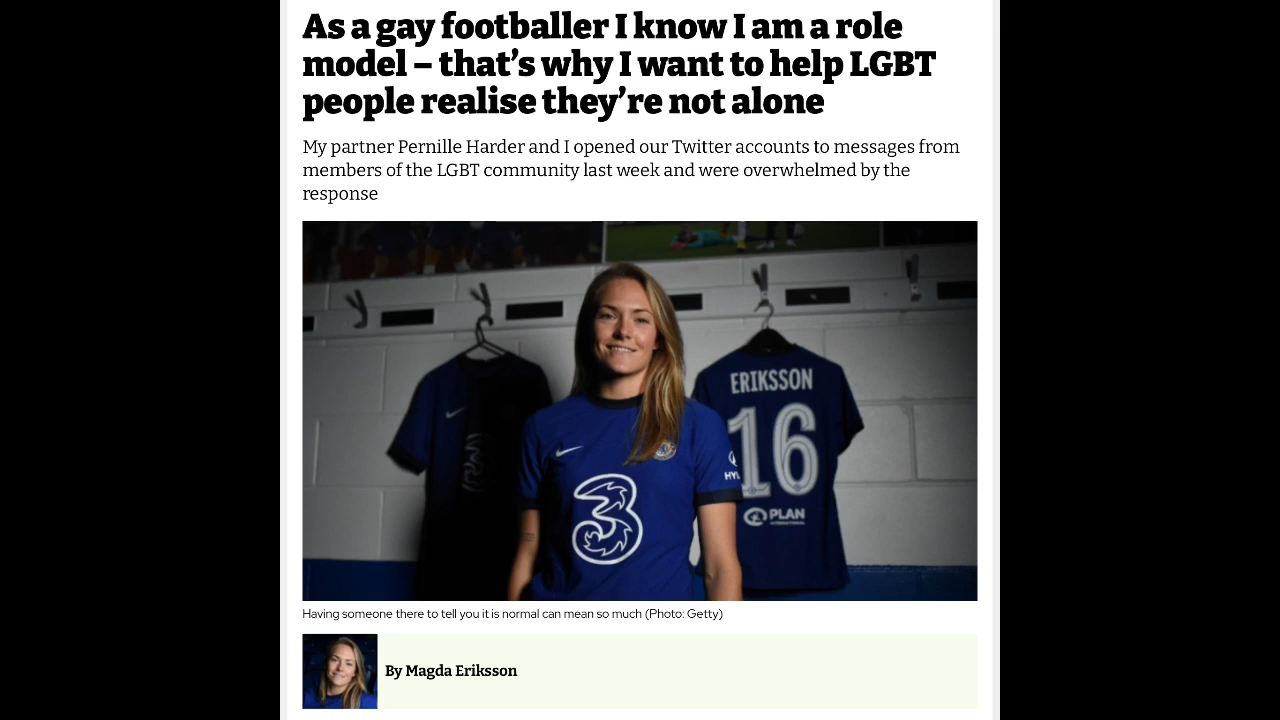 As a gay footballer I know I am a role
model – that’s why I want to help LGBT
people realise they’re not alone
My partner Pernille Harder and I opened our Twitter accounts to messages from
members of the LGBT community last week and were overwhelmed by the
response
ERIKSSON
16
3
PLAN
INTERNATIONAL
Having someone there to tell you it is normal can mean so much (Photo: Getty)
By Magda Eriksson